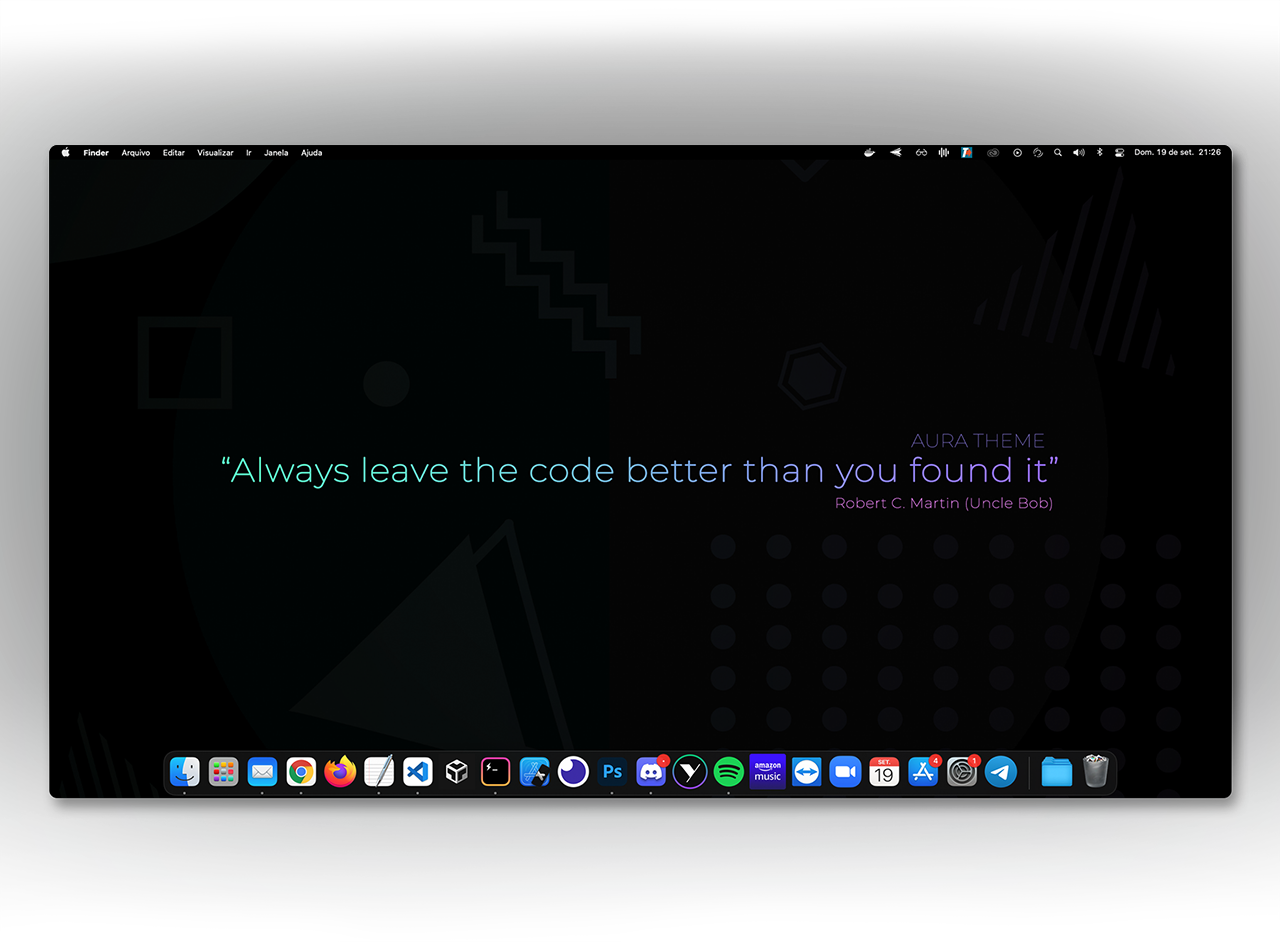 Finder Arquivo Editar Visualizar Ir Janela Ajuda Dom. 19 de set. 21:26
AURA THEME
“Always leave the code better than you found it”
Robert C. Martin (Uncle Bob)
Ps
amazon
music
SET.
19
4
1